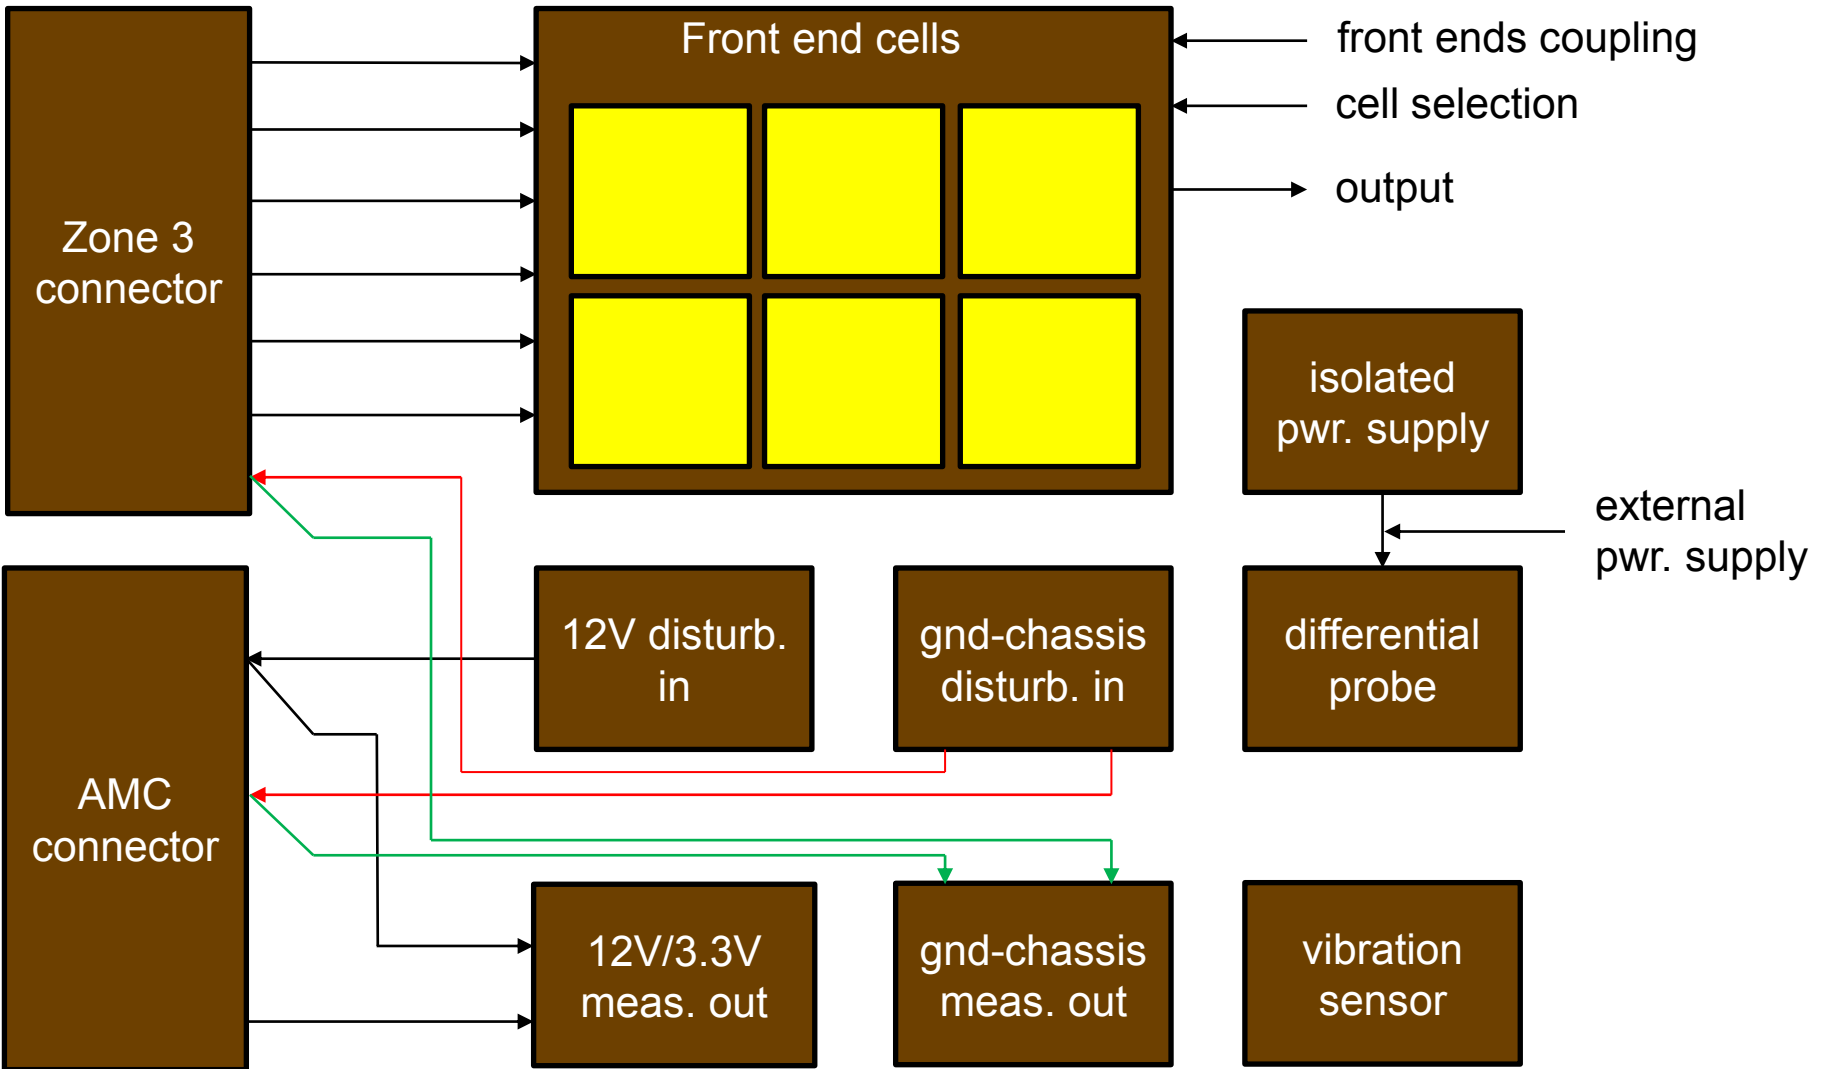 Front end cells
front ends coupling
cell selection
output
Zone 3
connector
isolated
pwr. supply
external
pwr. supply
12V disturb.
in
gnd-chassis
disturb. in
differential
probe
AMC
connector
12V/3.3V
meas. out
gnd-chassis
meas. out
vibration
sensor